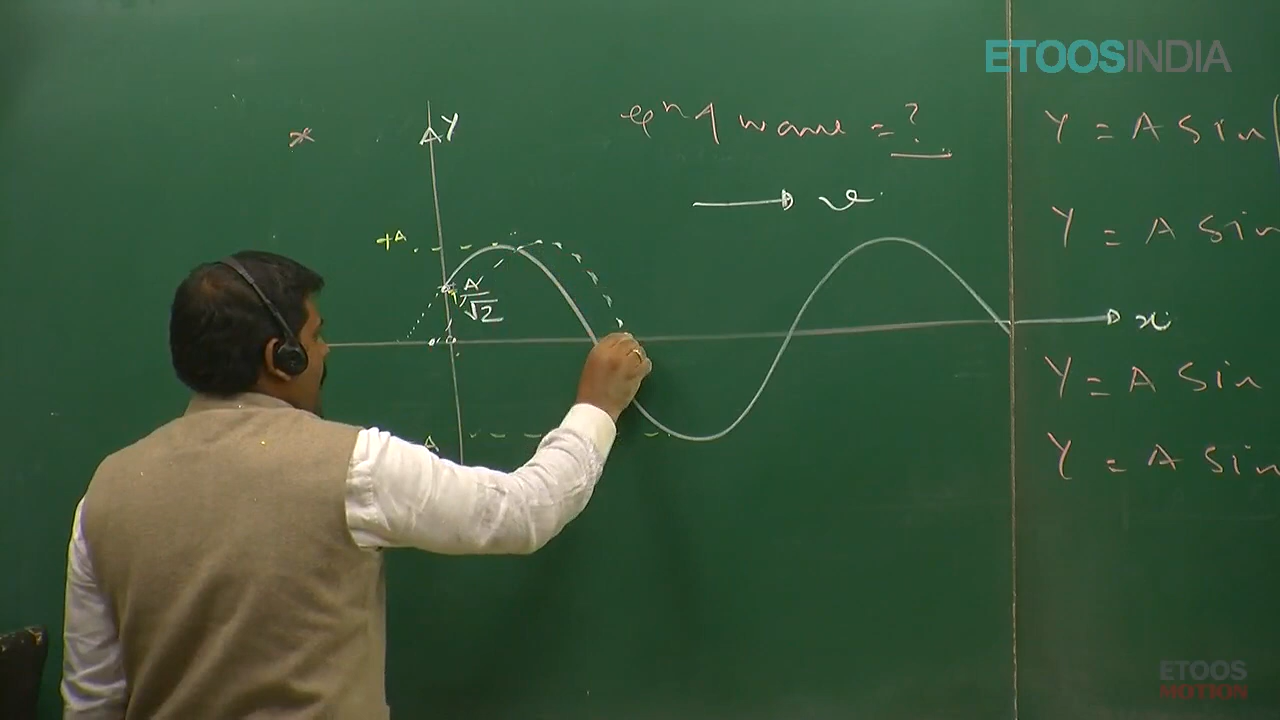 ETOOSINDIA
x
Y
eqⁿ of wave = ?
v
+A
A/√2
-A
x
Y = A Sin(
Y = A Sin
Y = A Sin
Y = A Sin
ETOOS
MOTION